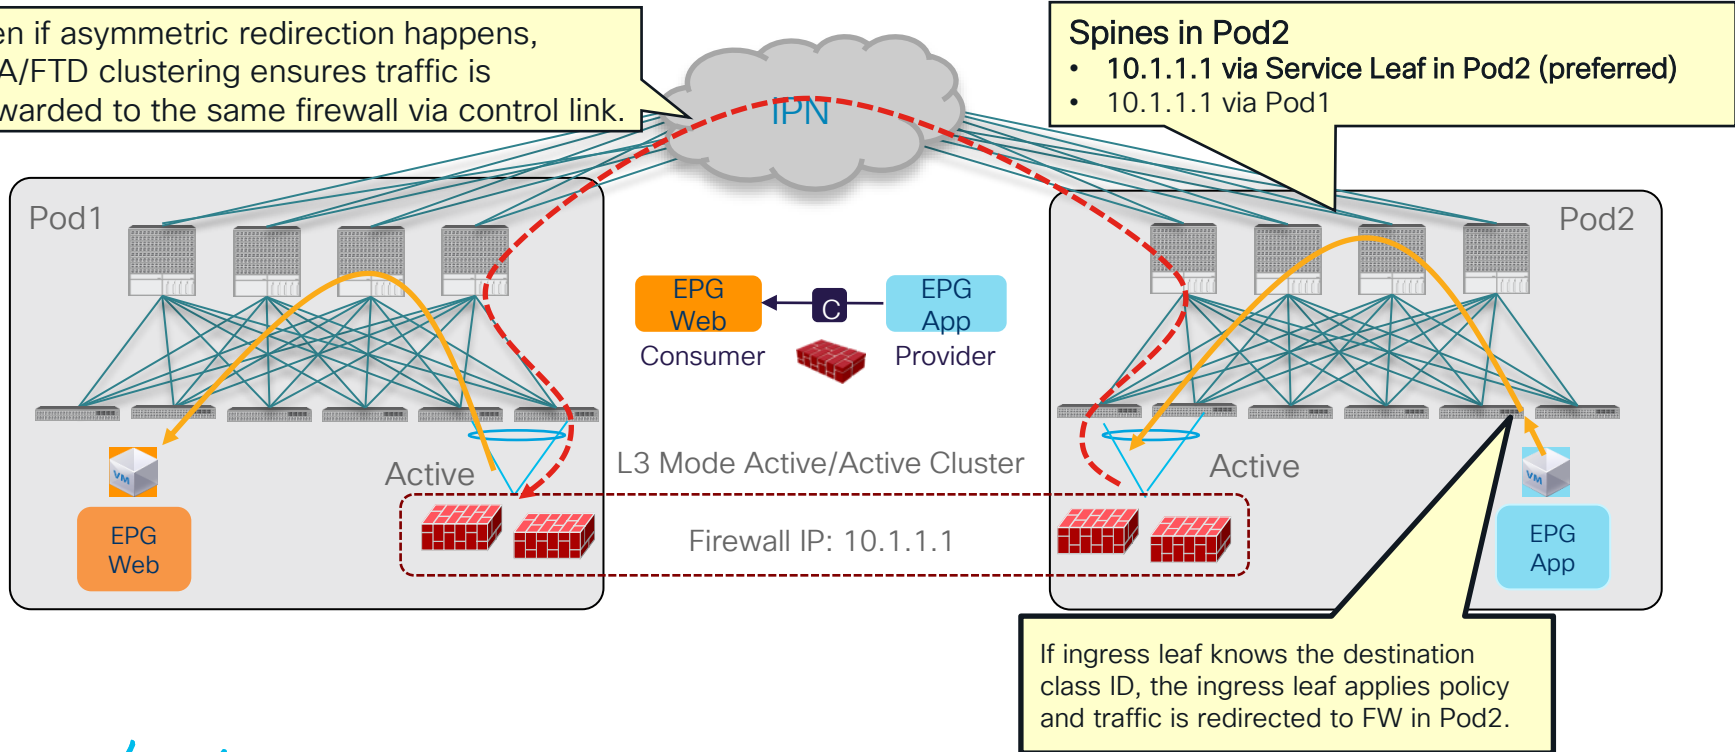 if asymmetric redirection happens,
A/FTD clustering ensures traffic is
warded to the same firewall via control link.
Spines in Pod2
• 10.1.1.1 via Service Leaf in Pod2 (preferred)
• 10.1.1.1 via Pod1
IPN
Pod1
Pod2
EPG
Web
C
EPG
App
Consumer
Provider
VM
VM
Active
L3 Mode Active/Active Cluster
Active
EPG
Web
Firewall IP: 10.1.1.1
EPG
App
If ingress leaf knows the destination
class ID, the ingress leaf applies policy
and traffic is redirected to FW in Pod2.